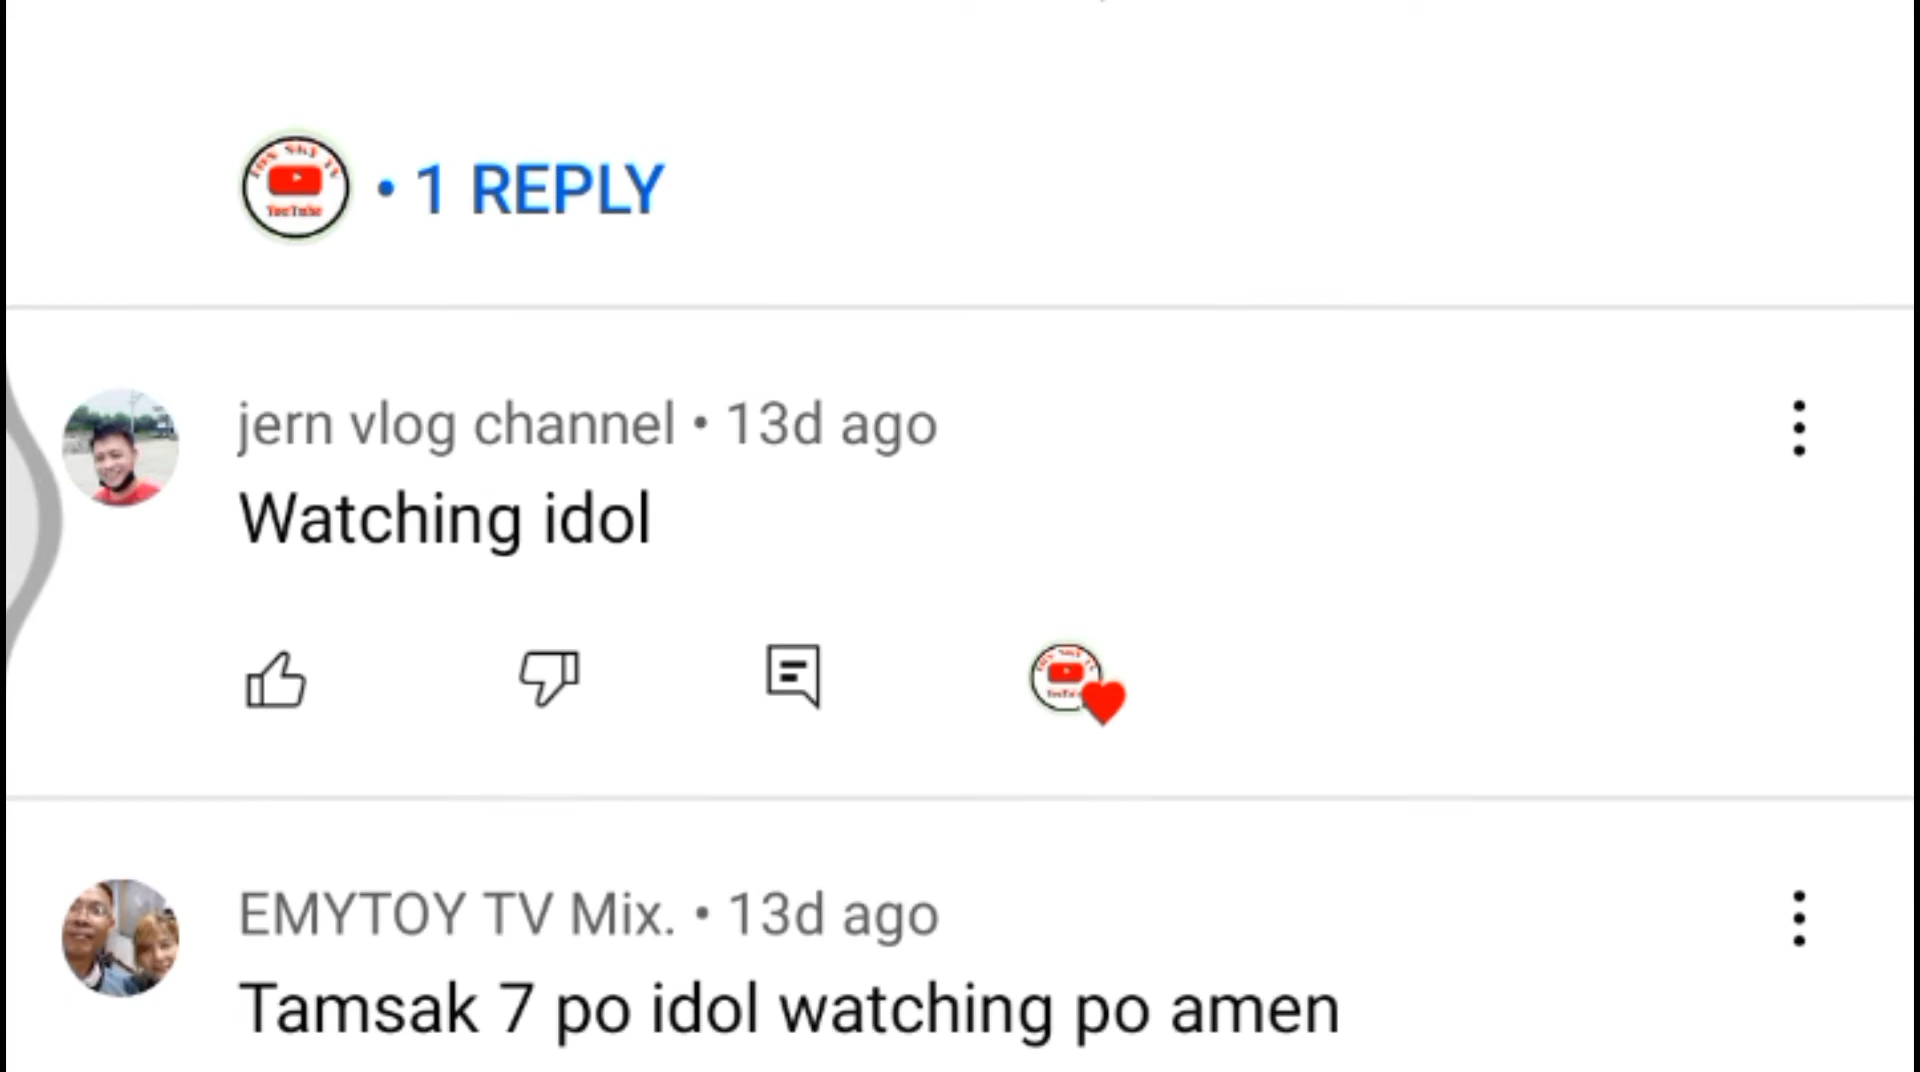 • 1 REPLY
jern vlog channel • 13d ago
Watching idol
EMYTOY TV Mix. • 13d ago
Tamsak 7 po idol watching po amen